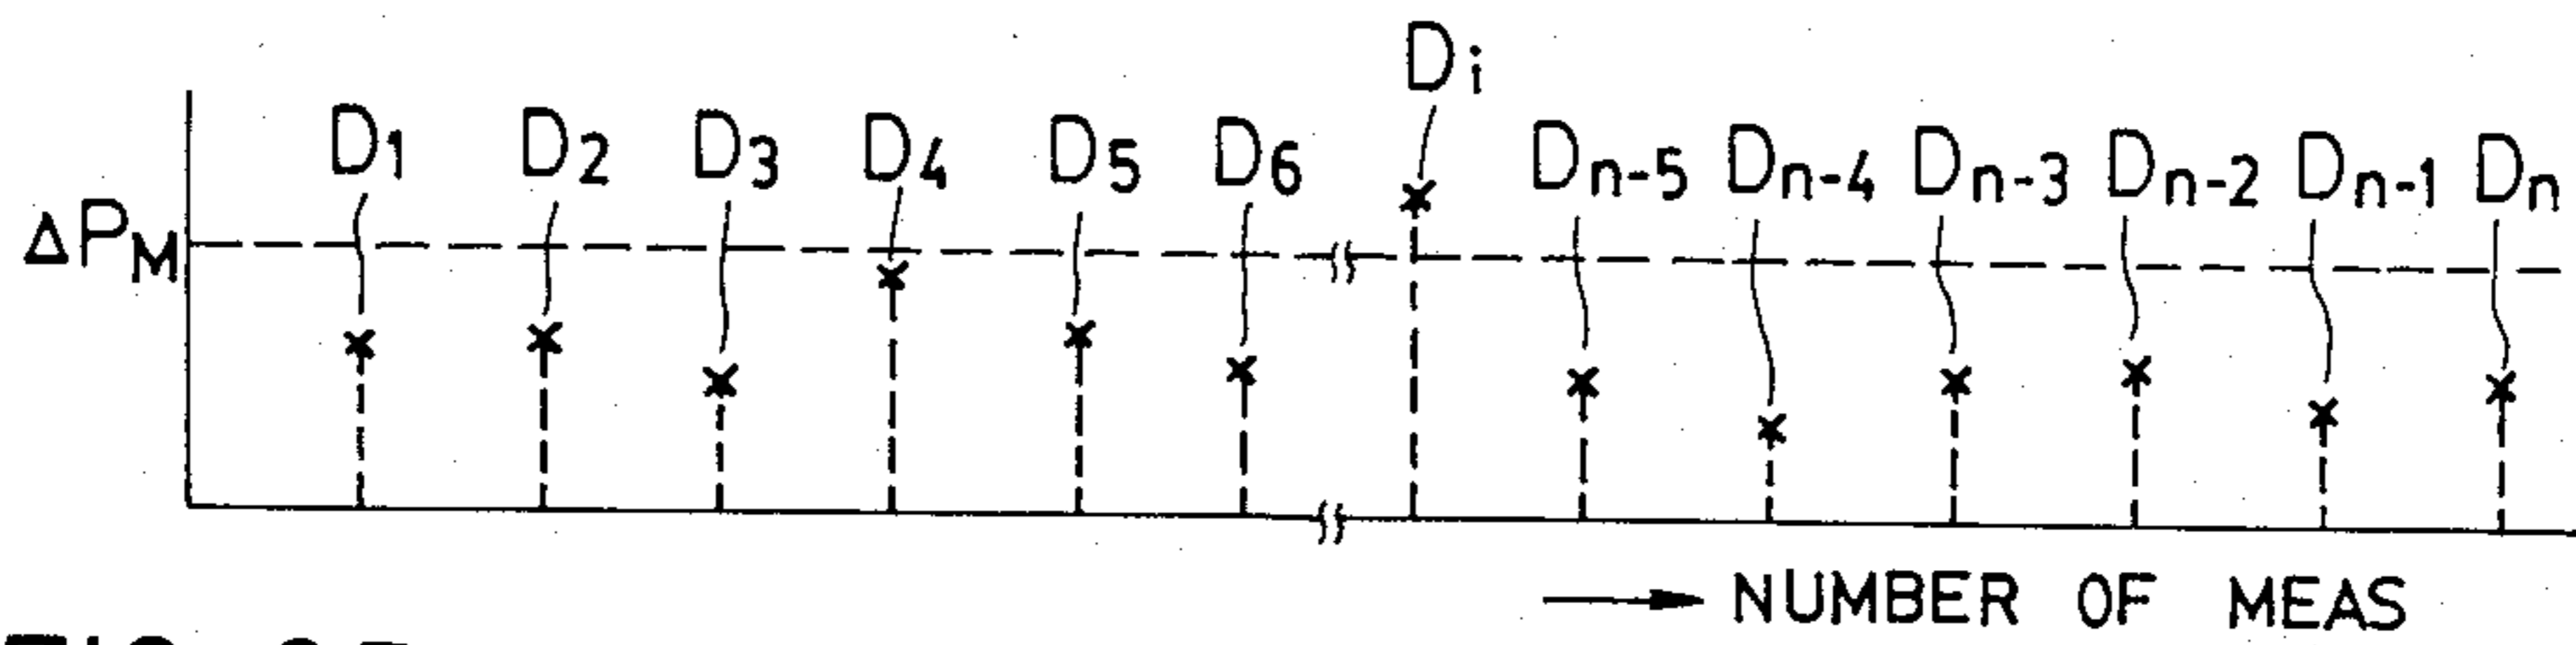 Di
D1 D2 D3 D4 D5 D6 Dn-5 Dn-4 Dn-3 Dn-2 Dn-1 Dn
ΔPM
→ NUMBER OF MEAS